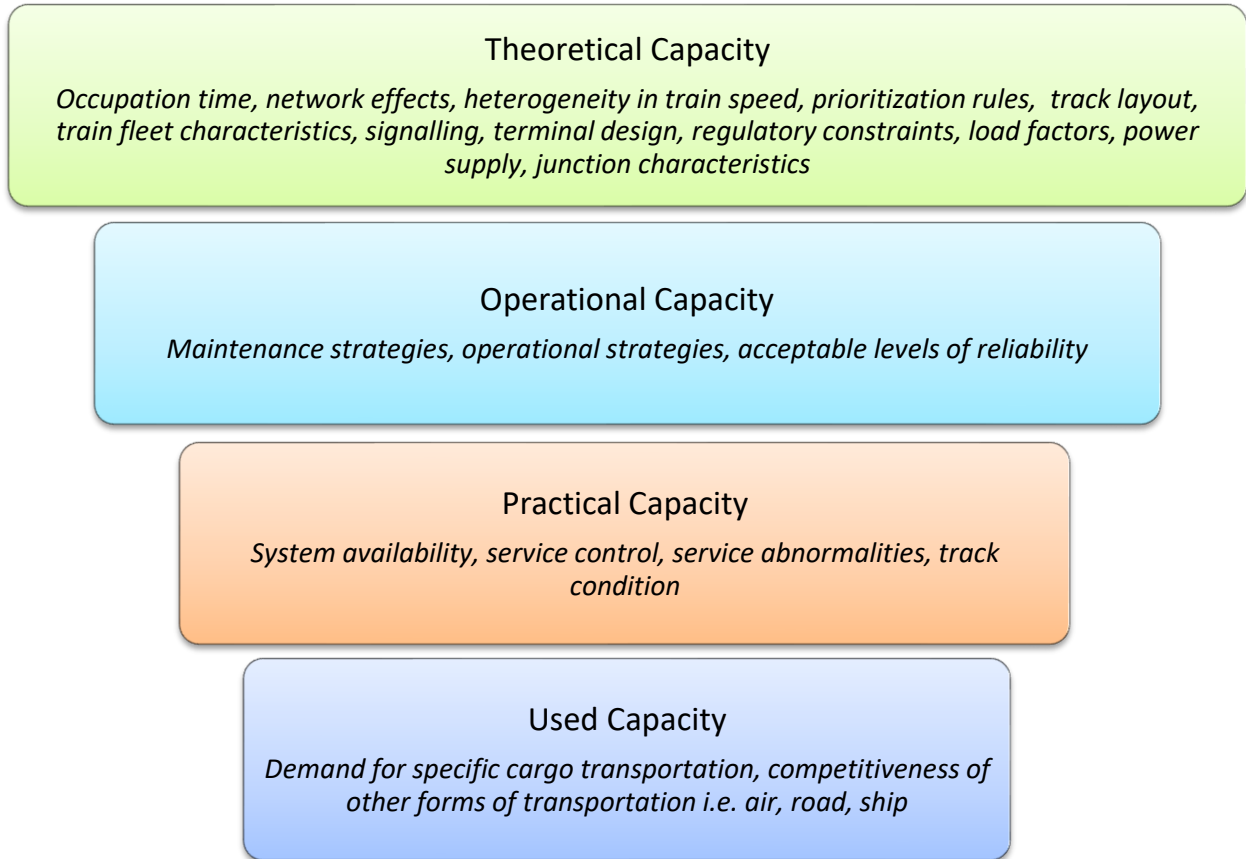 Theoretical Capacity
Occupation time, network effects, heterogeneity in train speed, prioritization rules,  track layout,
train fleet characteristics, signalling, terminal design, regulatory constraints, load factors, power
supply, junction characteristics
Operational Capacity
Maintenance strategies, operational strategies, acceptable levels of reliability
Practical Capacity
System availability, service control, service abnormalities, track
condition
Used Capacity
Demand for specific cargo transportation, competitiveness of
other forms of transportation i.e. air, road, ship